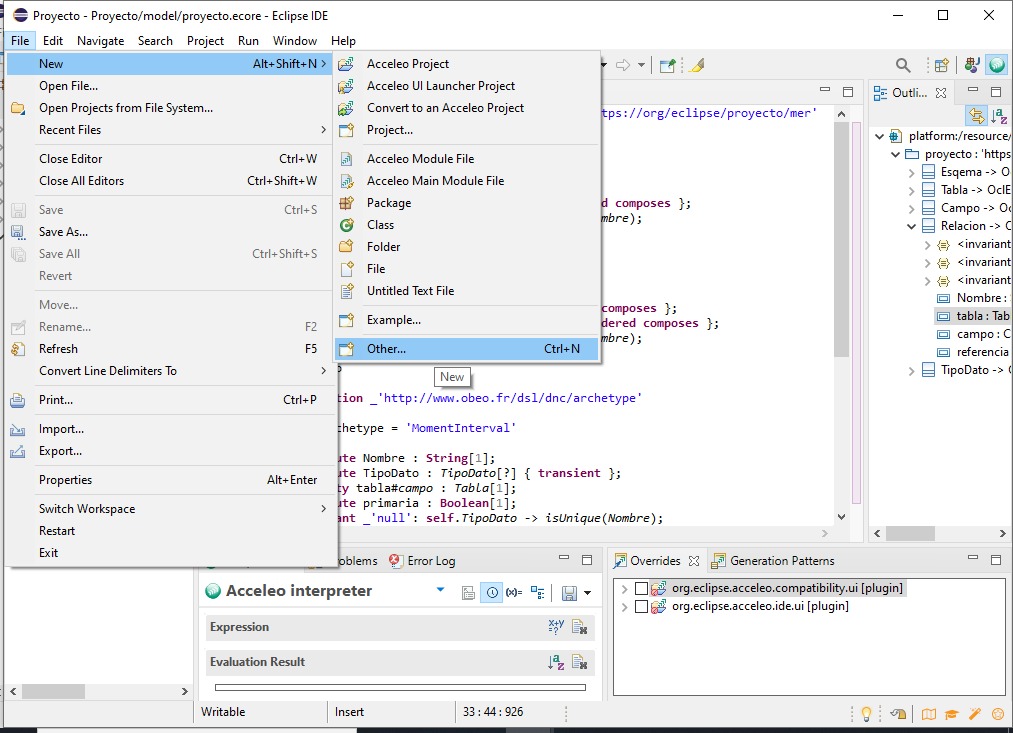 Proyecto - Proyecto/model/proyecto.ecore - Eclipse IDE
File Edit Navigate Search Project Run Window Help
New Alt+Shift+N
Open File...
Open Projects from File System...
Recent Files
Close Editor Ctrl+W
Close All Editors Ctrl+Shift+W
Save Ctrl+S
Save As...
Save All Ctrl+Shift+S
Revert
Move...
Rename... F2
Refresh F5
Convert Line Delimiters To
Print... Ctrl+P
Import...
Export...
Properties Alt+Enter
Switch Workspace
Restart
Exit
Acceleo Project
Acceleo UI Launcher Project
Convert to an Acceleo Project
Project...
Acceleo Module File
Acceleo Main Module File
Package
Class
Folder
File
Untitled Text File
Example...
Other... Ctrl+N
New
tps://org/eclipse/proyecto/mer'
d composes };
mbre);
composes };
dered composes };
mbre);
tion _'http://www.obeo.fr/dsl/dnc/archetype'
chetype = 'MomentInterval'
ute Nombre : String[1];
ute TipoDato : TipoDato[?] { transient };
ty tabla#campo : Tabla[1];
ute primaria : Boolean[1];
ant _'null': self.TipoDato -> isUnique(Nombre);
Outli...
platform:/resource/
proyecto : 'https
Esqema -> O
Tabla -> OclE
Campo -> Oc
Relacion -> O
<invariant
<invariant
<invariant
Nombre :
tabla : Tab
campo : C
referencia
TipoDato -> 
oblems Error Log
Acceleo interpreter
Expression
Evaluation Result
Overrides Generation Patterns
org.eclipse.acceleo.compatibility.ui [plugin]
org.eclipse.acceleo.ide.ui [plugin]
Writable Insert 33 : 44 : 926